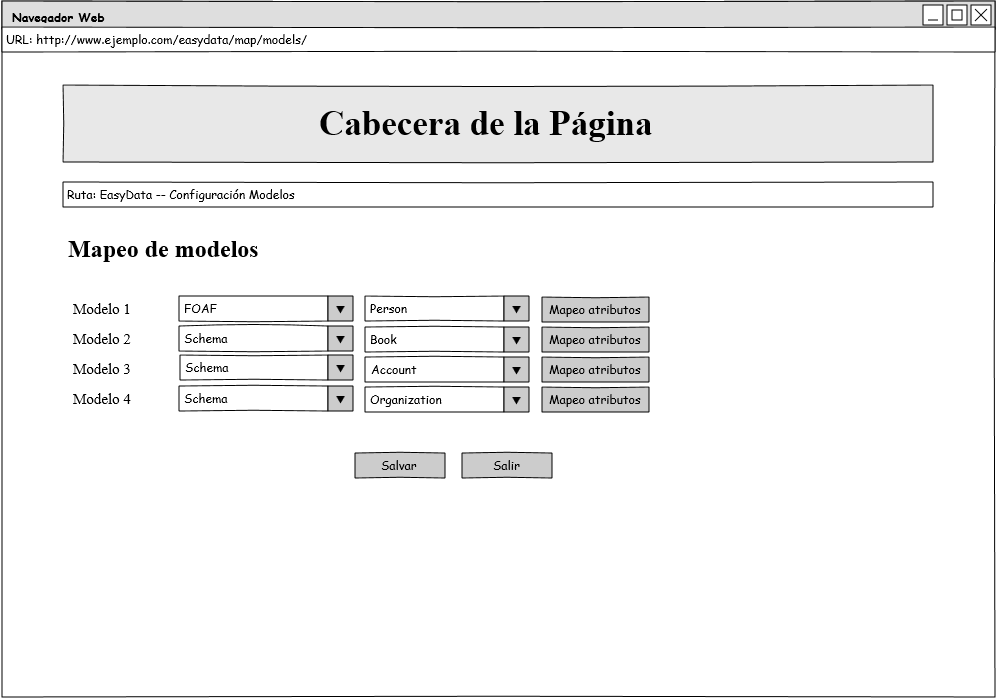 Navegador Web
URL: http://www.ejemplo.com/easydata/map/models/
Cabecera de la Página
Ruta: EasyData -- Configuración Modelos
Mapeo de modelos
Modelo 1 FOAF Person Mapeo atributos
Modelo 2 Schema Book Mapeo atributos
Modelo 3 Schema Account Mapeo atributos
Modelo 4 Schema Organization Mapeo atributos
Salvar Salir